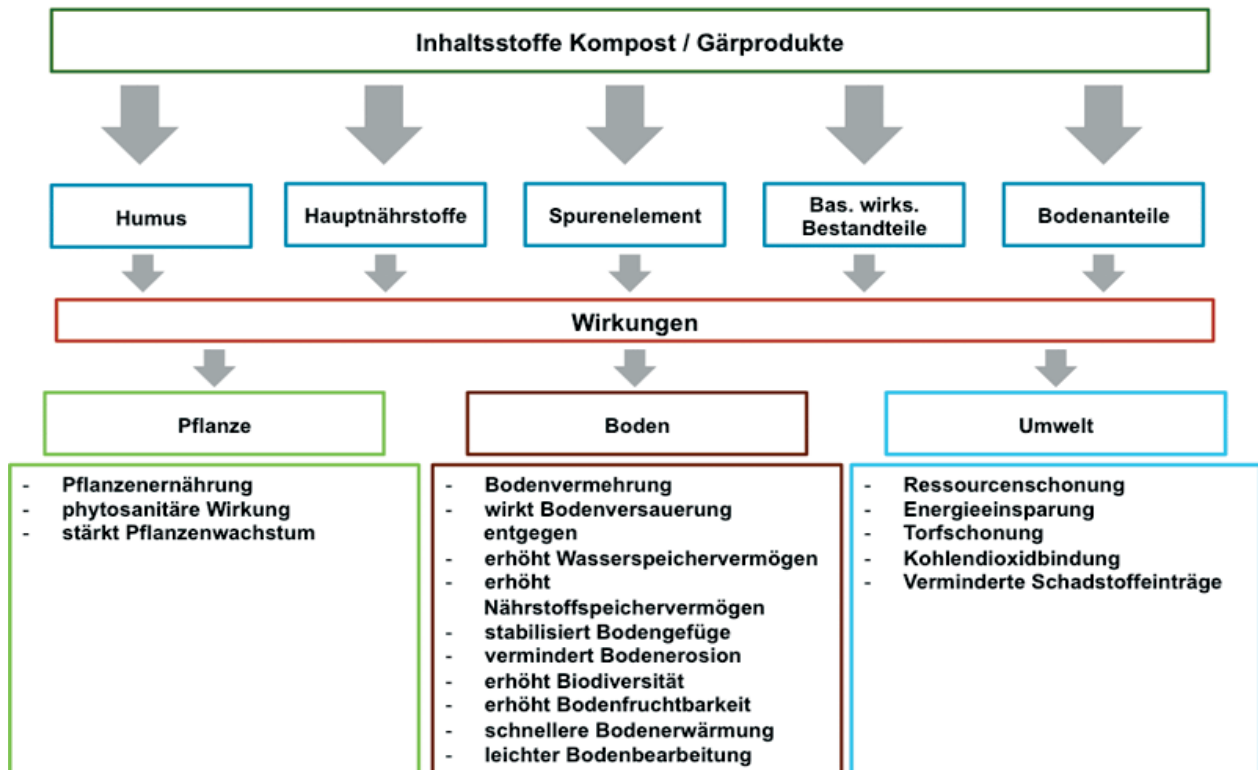 Inhaltsstoffe Kompost / Gärprodukte
Humus
Hauptnährstoffe
Spurenelement
Bas. wirks.
Bestandteile
Bodenanteile
Wirkungen
Pflanze
- Pflanzenernährung
- phytosanitäre Wirkung
- stärkt Pflanzenwachstum
Boden
- Bodenvermehrung
- wirkt Bodenversauerung
entgegen
- erhöht Wasserspeichervermögen
- erhöht
Nährstoffspeichervermögen
- stabilisiert Bodengefüge
- vermindert Bodenerosion
- erhöht Biodiversität
- erhöht Bodenfruchtbarkeit
- schnellere Bodenerwärmung
- leichter Bodenbearbeitung
Umwelt
- Ressourcenschonung
- Energieeinsparung
- Torfschonung
- Kohlendioxidbindung
- Verminderte Schadstoffeinträge